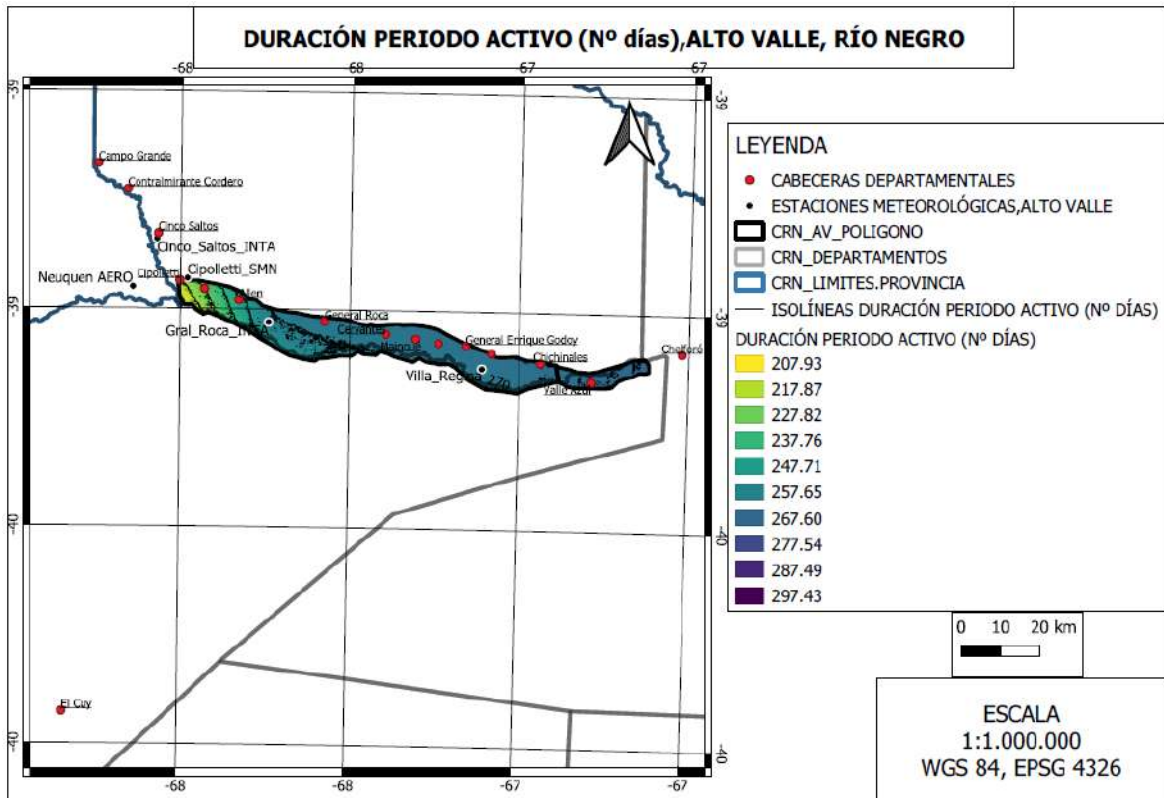 DURACIÓN PERIODO ACTIVO (Nº días),ALTO VALLE, RÍO NEGRO
-68
-68
-67
-67
-39
-39
Campo Grande
Contralmirante Cordero
Cinco Saltos
Cinco_Saltos_INTA
Cipolletti_SMN
Cipolletti
Neuquen AERO
Allen
-39
-39
General Roca
Gral_Roca_INTA
Cervantes
General Enrique Godoy
Chichinales
Chelforó
Villa_Regina
270
Valle Azul
-40
-40
El Cuy
-40
-40
-68
-68
-67
-67
LEYENDA
CABECERAS DEPARTAMENTALES
ESTACIONES METEOROLÓGICAS,ALTO VALLE
CRN_AV_POLIGONO
CRN_DEPARTAMENTOS
CRN_LIMITES.PROVINCIA
ISOLÍNEAS DURACIÓN PERIODO ACTIVO (Nº DÍAS)
DURACIÓN PERIODO ACTIVO (Nº DÍAS)
207.93
217.87
227.82
237.76
247.71
257.65
267.60
277.54
287.49
297.43
0 10 20 km
ESCALA
1:1.000.000
WGS 84, EPSG 4326